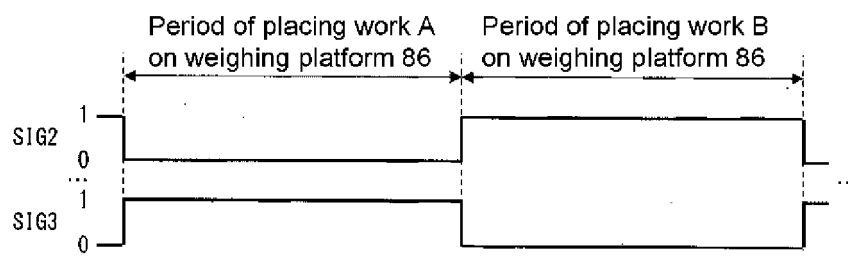 Period of placing work A
on weighing platform 86
Period of placing work B
on weighing platform 86
SIG2
1
0
...
SIG3
1
0
...